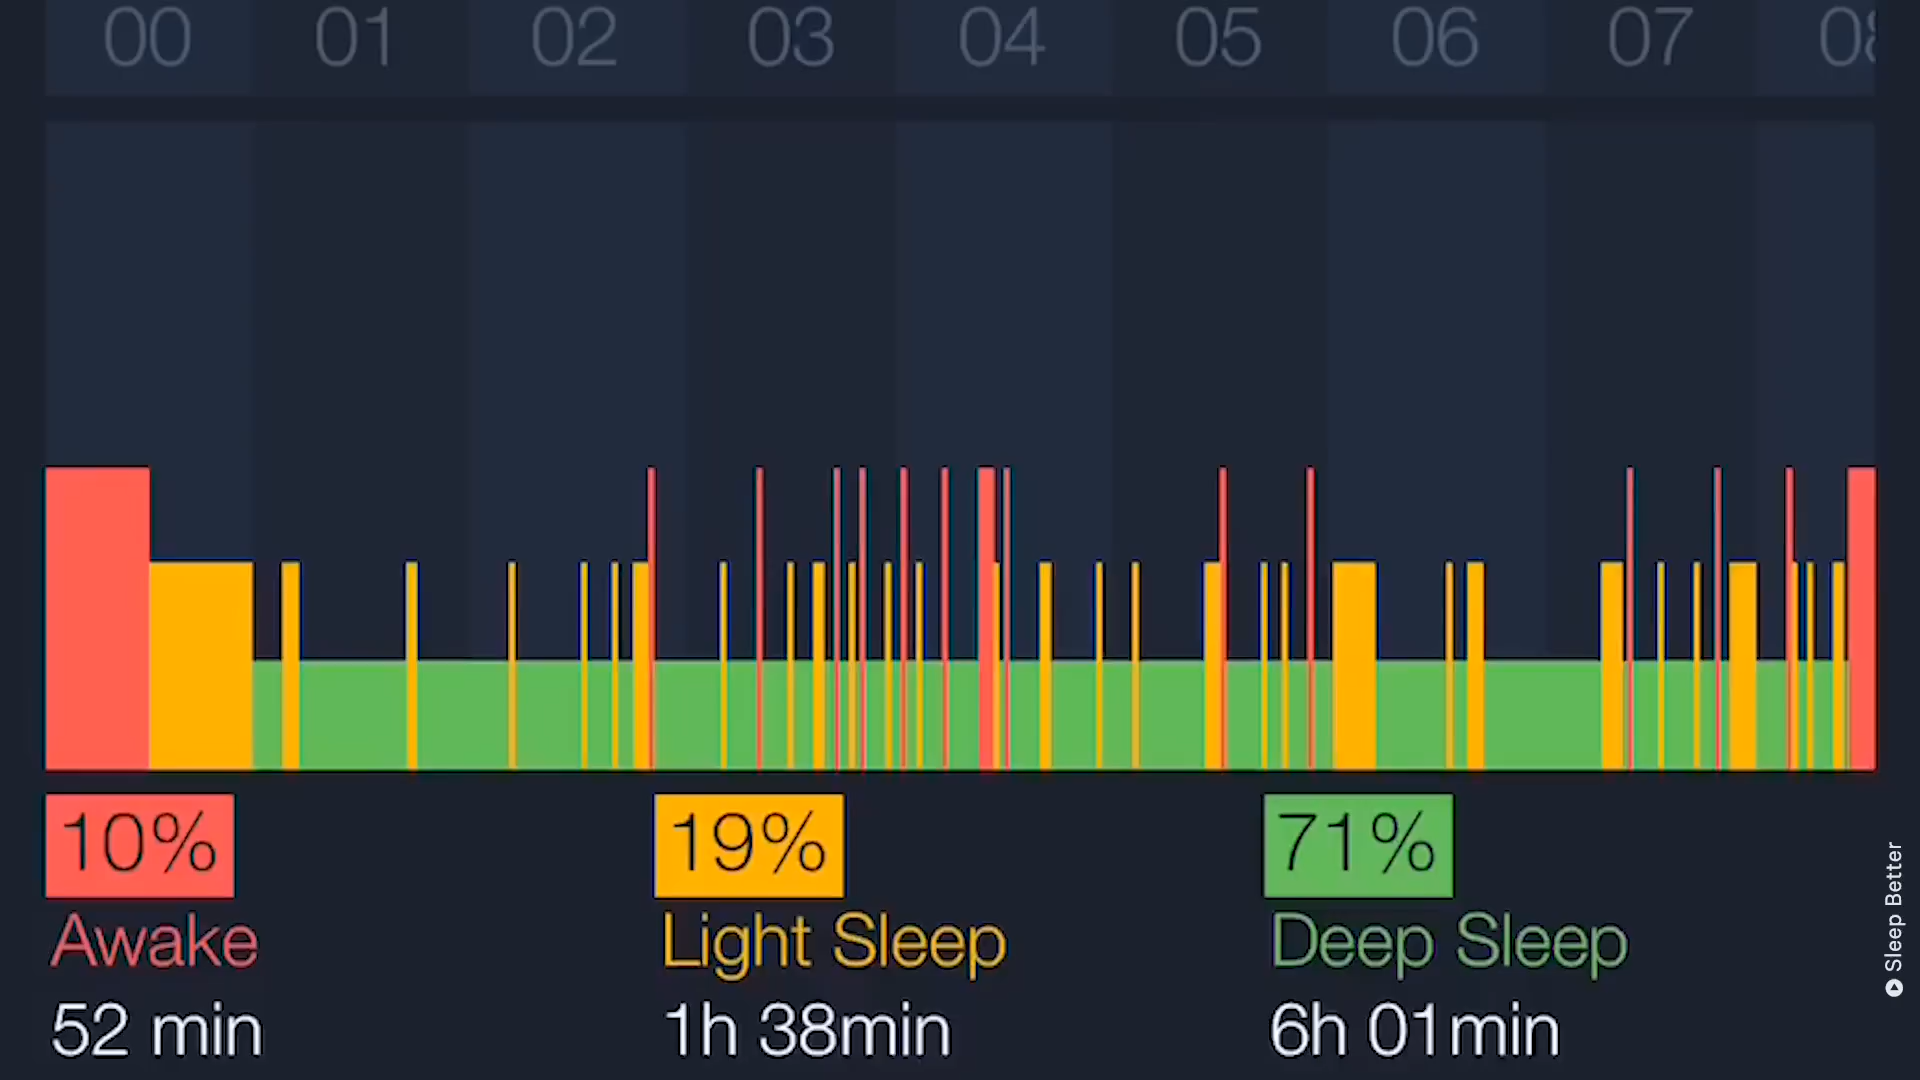 00 01 02 03 04 05 06 07 08
10% 19% 71%
Awake Light Sleep Deep Sleep
52 min 1h 38min 6h 01min
Sleep Better